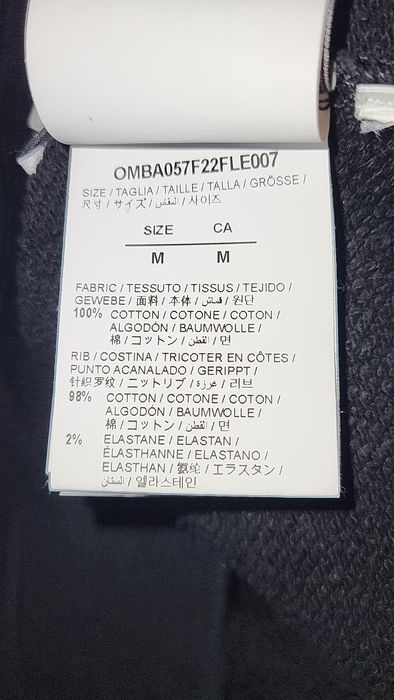 OMBA057F22FLE007
SIZE / TAGLIA / TAILLE / TALLA / GRÖSSE /
尺寸 / サイズ / المقاس / 사이즈
SIZE CA
M M
FABRIC / TESSUTO / TISSUS / TEJIDO /
GEWEBE / 面料 / 本体 / قماش / 원단
100% COTTON / COTONE / COTON /
ALGODÓN / BAUMWOLLE /
棉 / コットン / القطن / 면
RIB / COSTINA / TRICOTER EN CÔTES /
PUNTO ACANALADO / GERIPPT /
针织罗纹 / ニットリブ / غرزة / 리브
98% COTTON / COTONE / COTON /
ALGODÓN / BAUMWOLLE /
棉 / コットン / القطن / 면
2% ELASTANE / ELASTAN /
ÉLASTHANNE / ELASTANO /
ELASTHAN / 氨纶 / エラスタン /
الستان / 엘라스테인